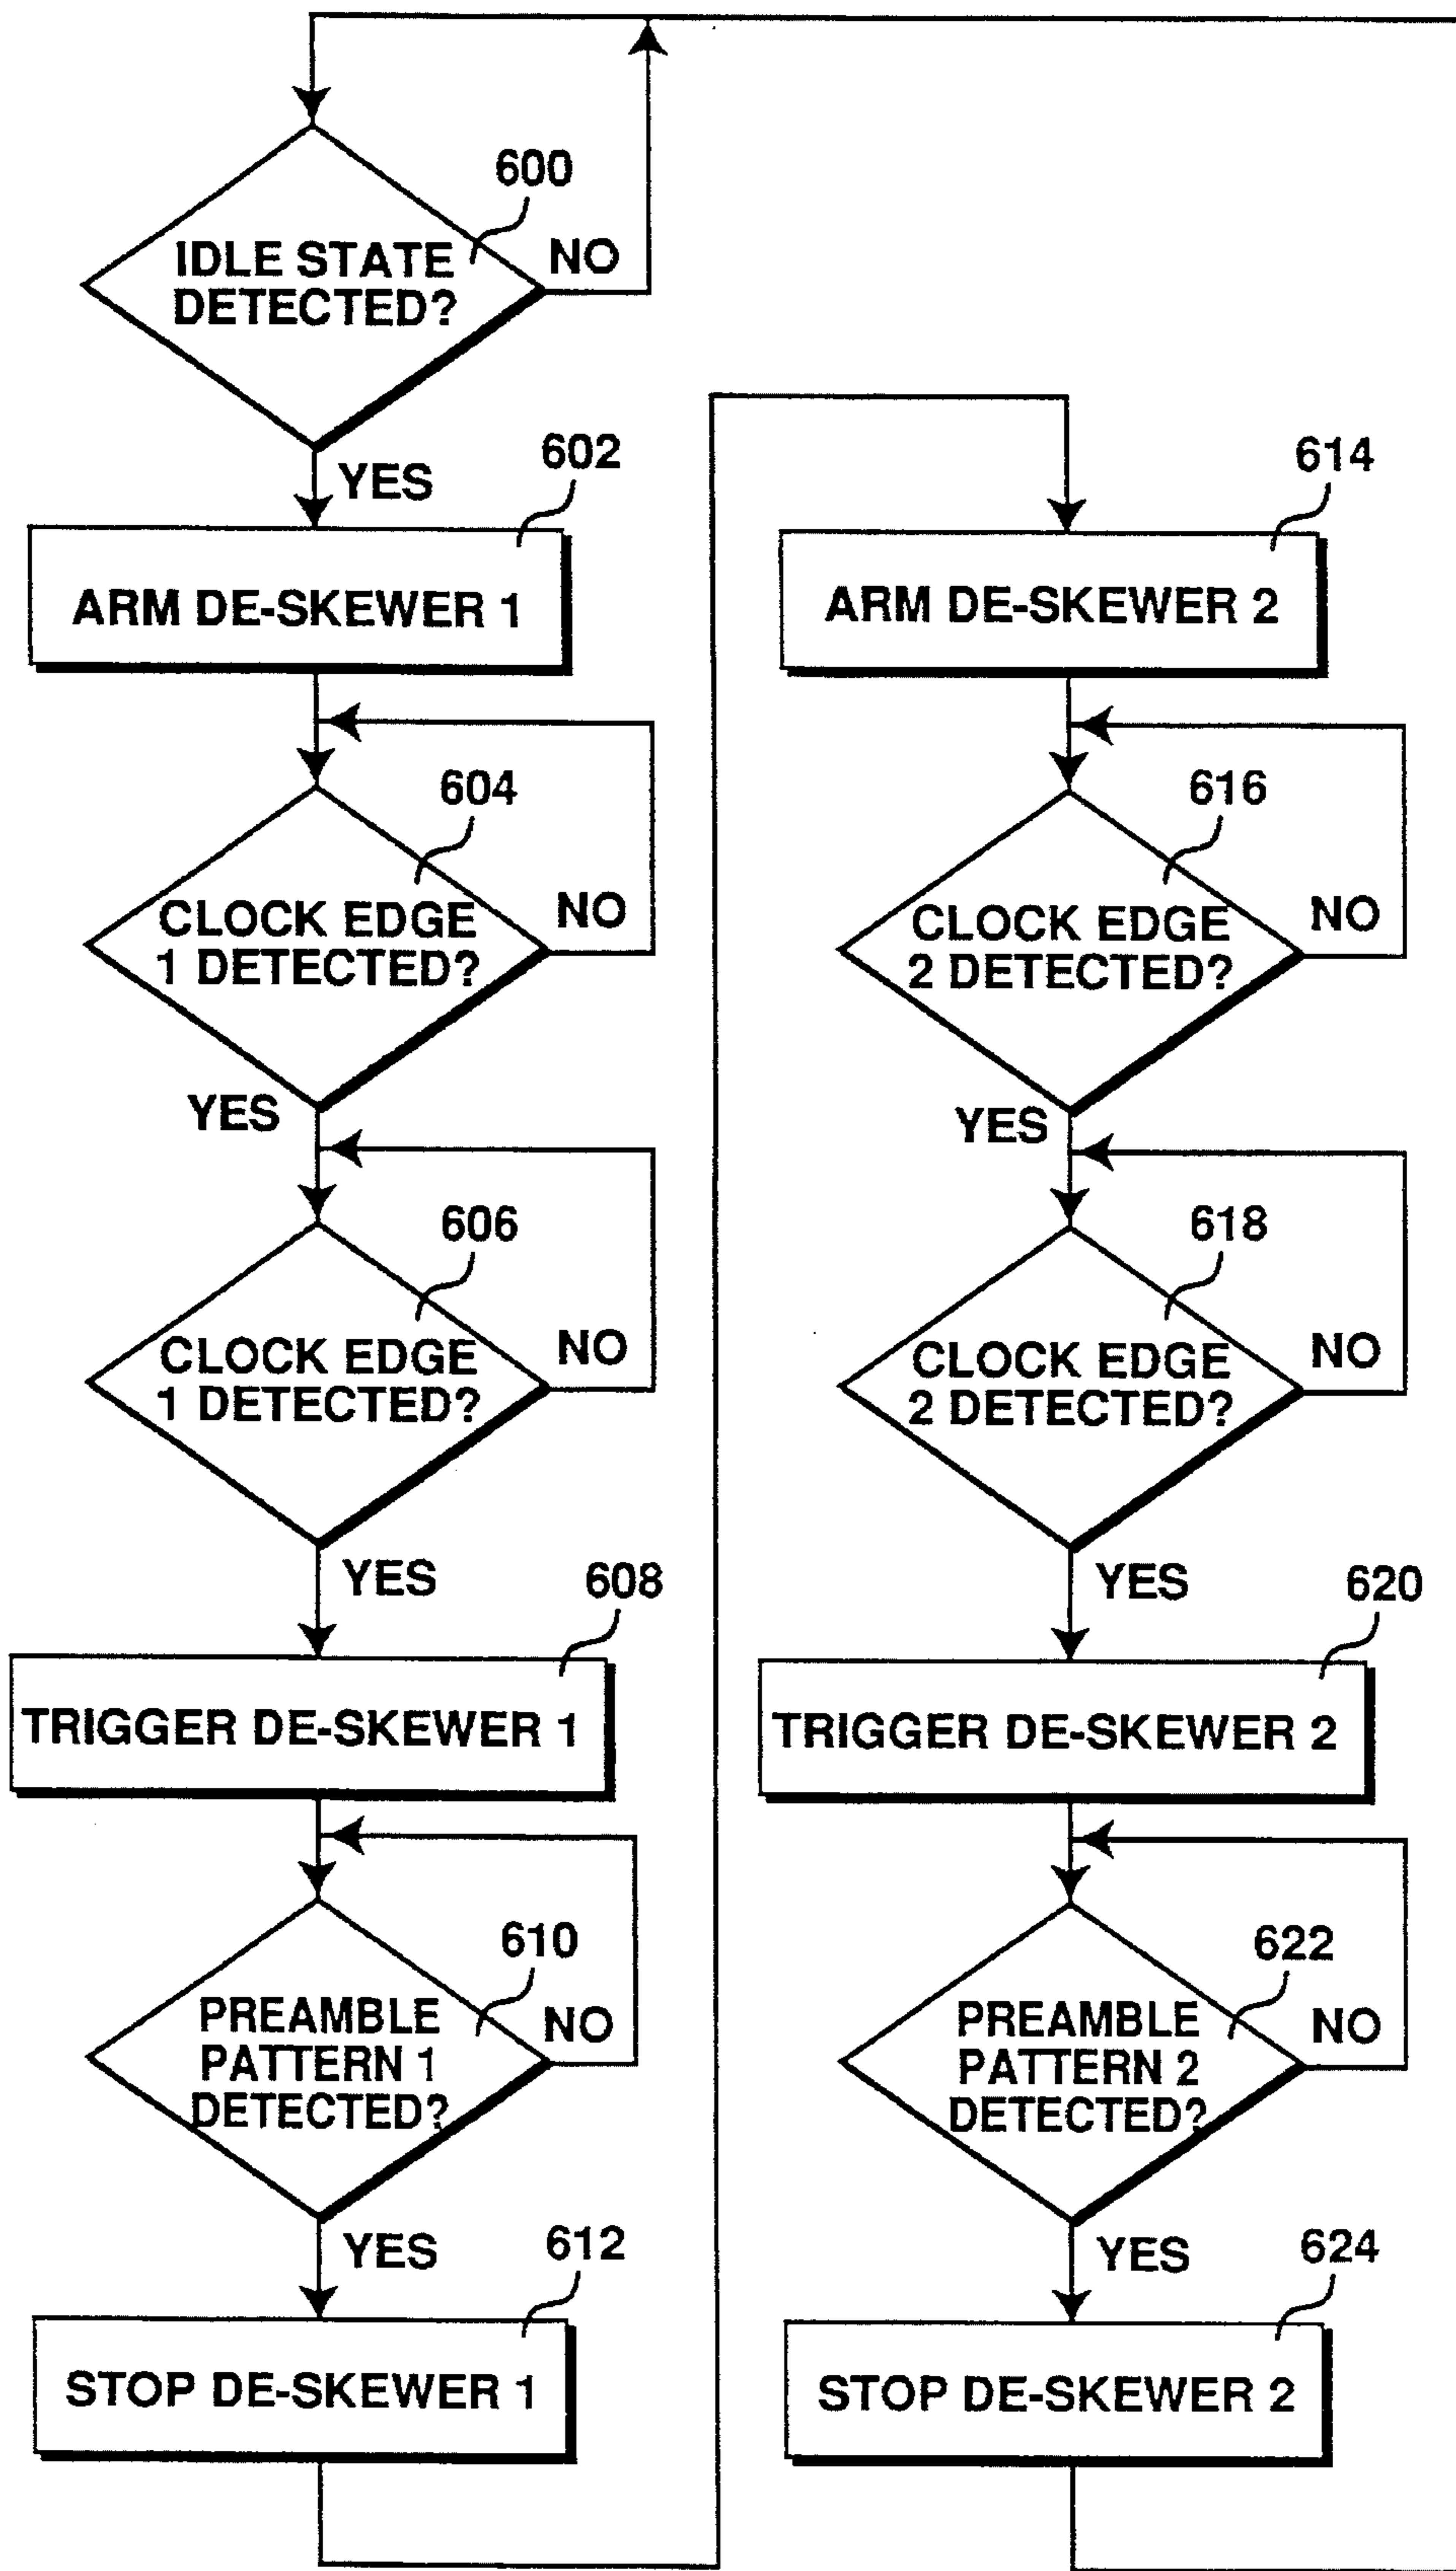 600
IDLE STATE
DETECTED?
NO
YES
602
ARM DE-SKEWER 1
604
CLOCK EDGE
1 DETECTED?
NO
YES
606
CLOCK EDGE
1 DETECTED?
NO
YES
608
TRIGGER DE-SKEWER 1
610
PREAMBLE
PATTERN 1
DETECTED?
NO
YES
612
STOP DE-SKEWER 1
614
ARM DE-SKEWER 2
616
CLOCK EDGE
2 DETECTED?
NO
YES
618
CLOCK EDGE
2 DETECTED?
NO
YES
620
TRIGGER DE-SKEWER 2
622
PREAMBLE
PATTERN 2
DETECTED?
NO
YES
624
STOP DE-SKEWER 2